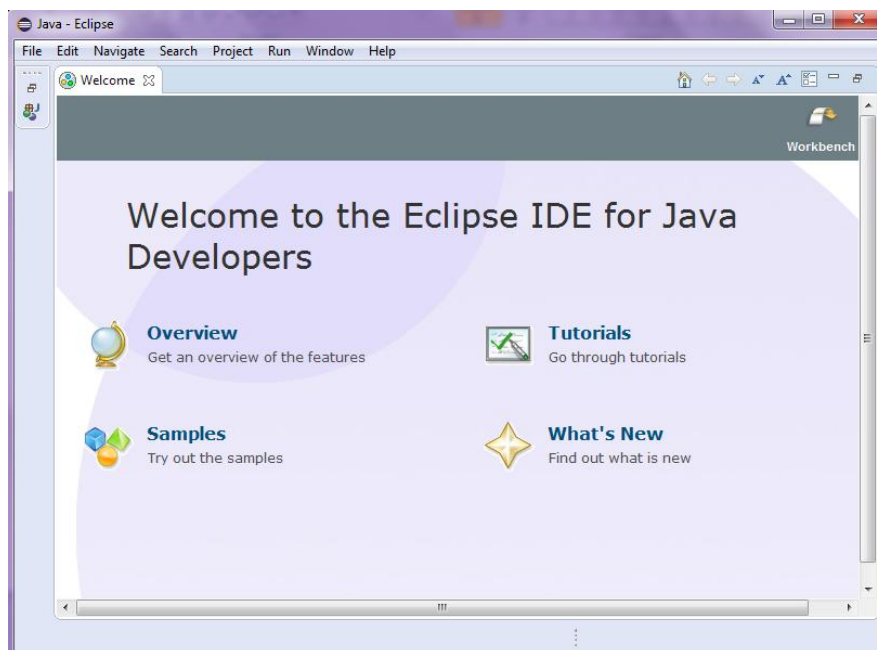 Java - Eclipse
File Edit Navigate Search Project Run Window Help
Welcome
Workbench
Welcome to the Eclipse IDE for Java
Developers
Overview
Get an overview of the features
Tutorials
Go through tutorials
Samples
Try out the samples
What's New
Find out what is new